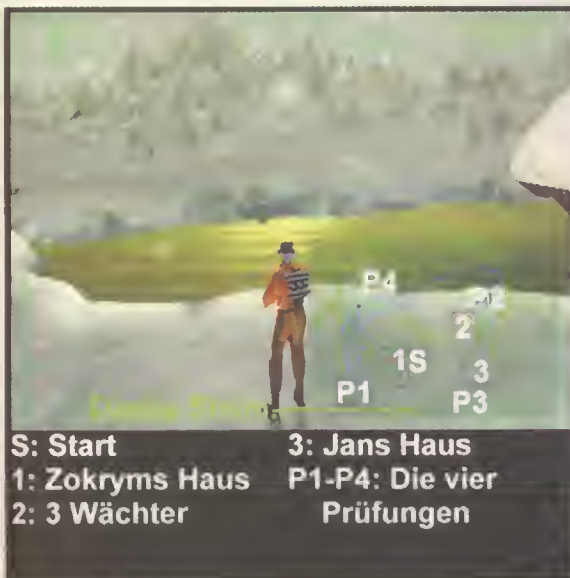 P4
2
1S
3
P1
P3
S: Start
3: Jans Haus
1: Zokryms Haus
P1-P4: Die vier
2: 3 Wächter
Prüfungen